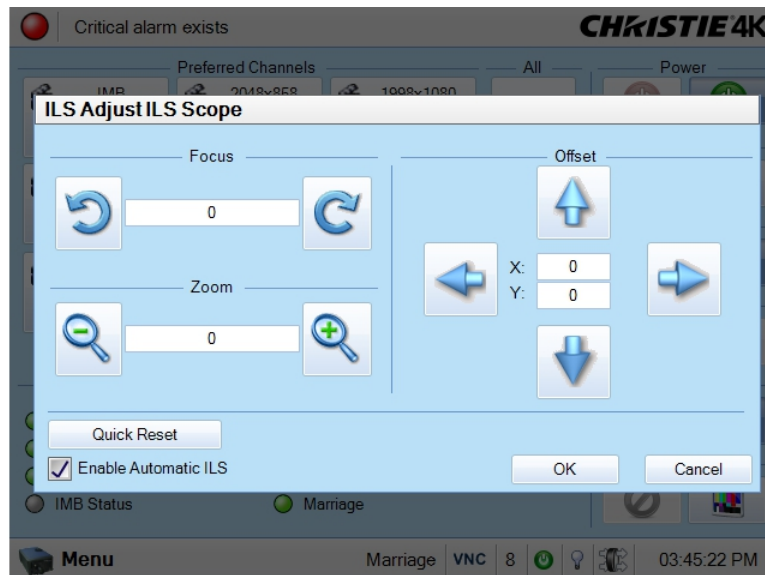 Critical alarm exists
CHRISTIE 4K
Preferred Channels
All
Power
IMB
2048x858
1998x1080
ILS Adjust ILS Scope
Focus
0
Zoom
0
Offset
X: 0
Y: 0
Quick Reset
Enable Automatic ILS
OK
Cancel
IMB Status
Marriage
Menu
Marriage
VNC
8
03:45:22 PM